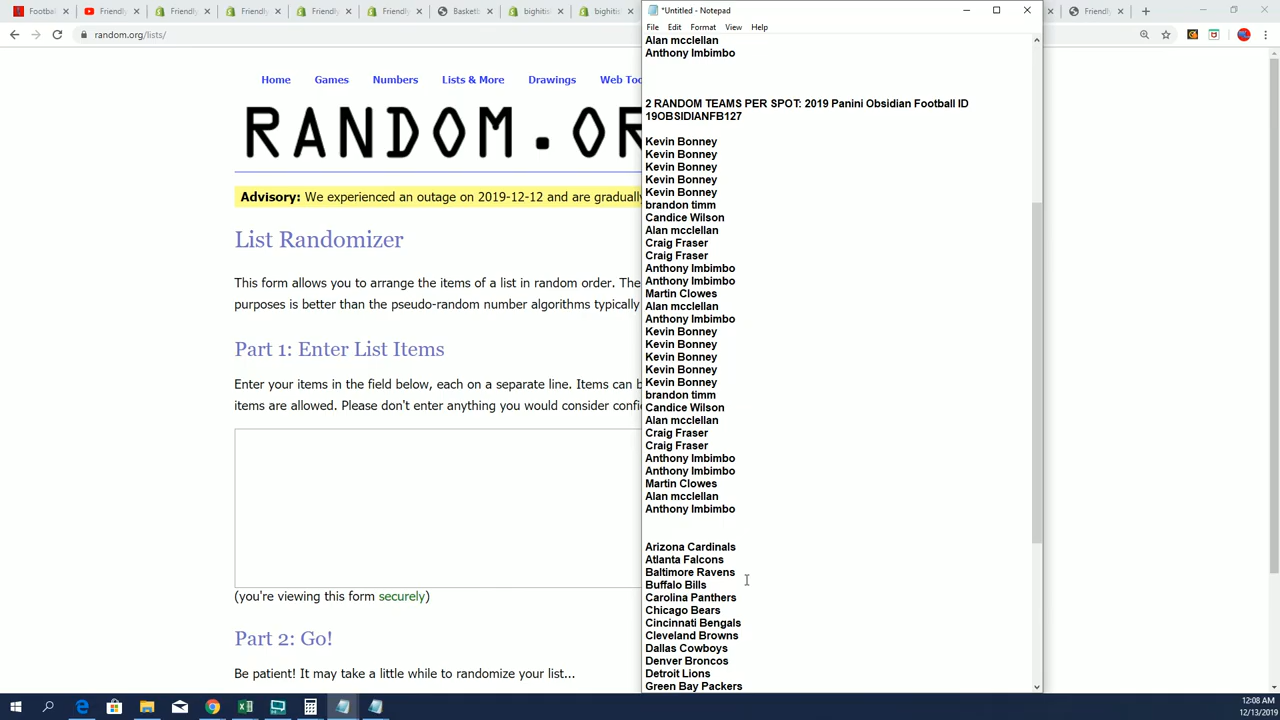 Footb
Friendly
Friendly
Friendly
Friendly
Friendly
Basket
bighitis
bighitis
Friendly
*Untitled - Notepad
random.org/lists/
File Edit Format View Help
Home Games Numbers Lists & More Drawings Web Too
RANDOM.OR
Advisory: We experienced an outage on 2019-12-12 and are gradually
List Randomizer
This form allows you to arrange the items of a list in random order. The
purposes is better than the pseudo-random number algorithms typically
Part 1: Enter List Items
Enter your items in the field below, each on a separate line. Items can b
items are allowed. Please don't enter anything you would consider confi
(you're viewing this form securely)
Part 2: Go!
Be patient! It may take a little while to randomize your list...
Alan mcclellan
Anthony Imbimbo
2 RANDOM TEAMS PER SPOT: 2019 Panini Obsidian Football ID
19OBSIDIANFB127
Kevin Bonney
Kevin Bonney
Kevin Bonney
Kevin Bonney
Kevin Bonney
brandon timm
Candice Wilson
Alan mcclellan
Craig Fraser
Craig Fraser
Anthony Imbimbo
Anthony Imbimbo
Martin Clowes
Alan mcclellan
Anthony Imbimbo
Kevin Bonney
Kevin Bonney
Kevin Bonney
Kevin Bonney
Kevin Bonney
brandon timm
Candice Wilson
Alan mcclellan
Craig Fraser
Craig Fraser
Anthony Imbimbo
Anthony Imbimbo
Martin Clowes
Alan mcclellan
Anthony Imbimbo
Arizona Cardinals
Atlanta Falcons
Baltimore Ravens
Buffalo Bills
Carolina Panthers
Chicago Bears
Cincinnati Bengals
Cleveland Browns
Dallas Cowboys
Denver Broncos
Detroit Lions
Green Bay Packers
12:08 AM
12/13/2019